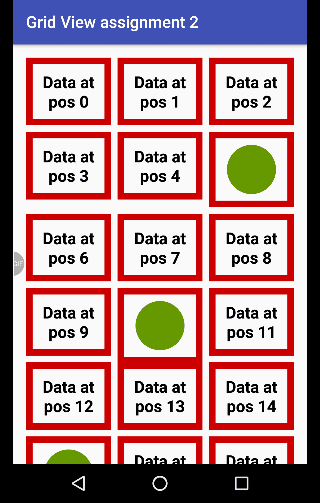 Grid View assignment 2
Data at
pos 0
Data at
pos 1
Data at
pos 2
Data at
pos 3
Data at
pos 4
Data at
pos 6
Data at
pos 7
Data at
pos 8
Data at
pos 9
Data at
pos 11
Data at
pos 12
Data at
pos 13
Data at
pos 14
Data at
Data at